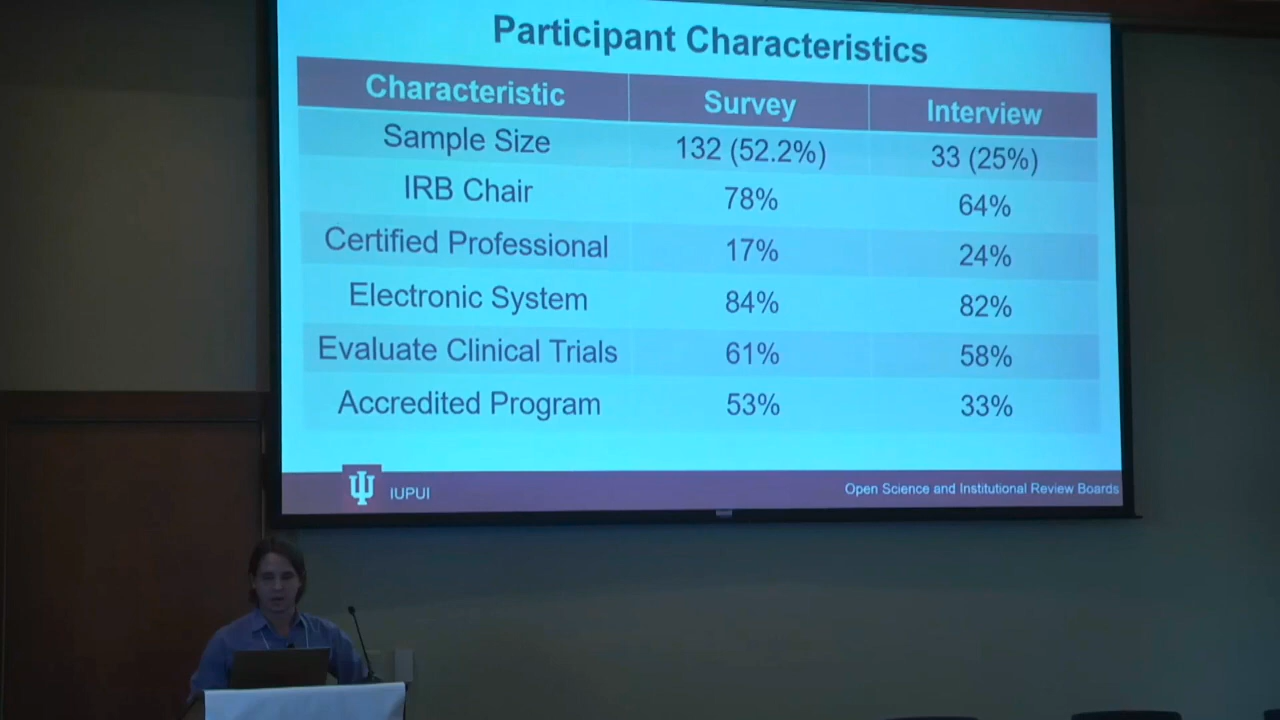 Participant Characteristics
Characteristic Survey Interview
Sample Size 132 (52.2%) 33 (25%)
IRB Chair 78% 64%
Certified Professional 17% 24%
Electronic System 84% 82%
Evaluate Clinical Trials 61% 58%
Accredited Program 53% 33%
IUPUI Open Science and Institutional Review Boards